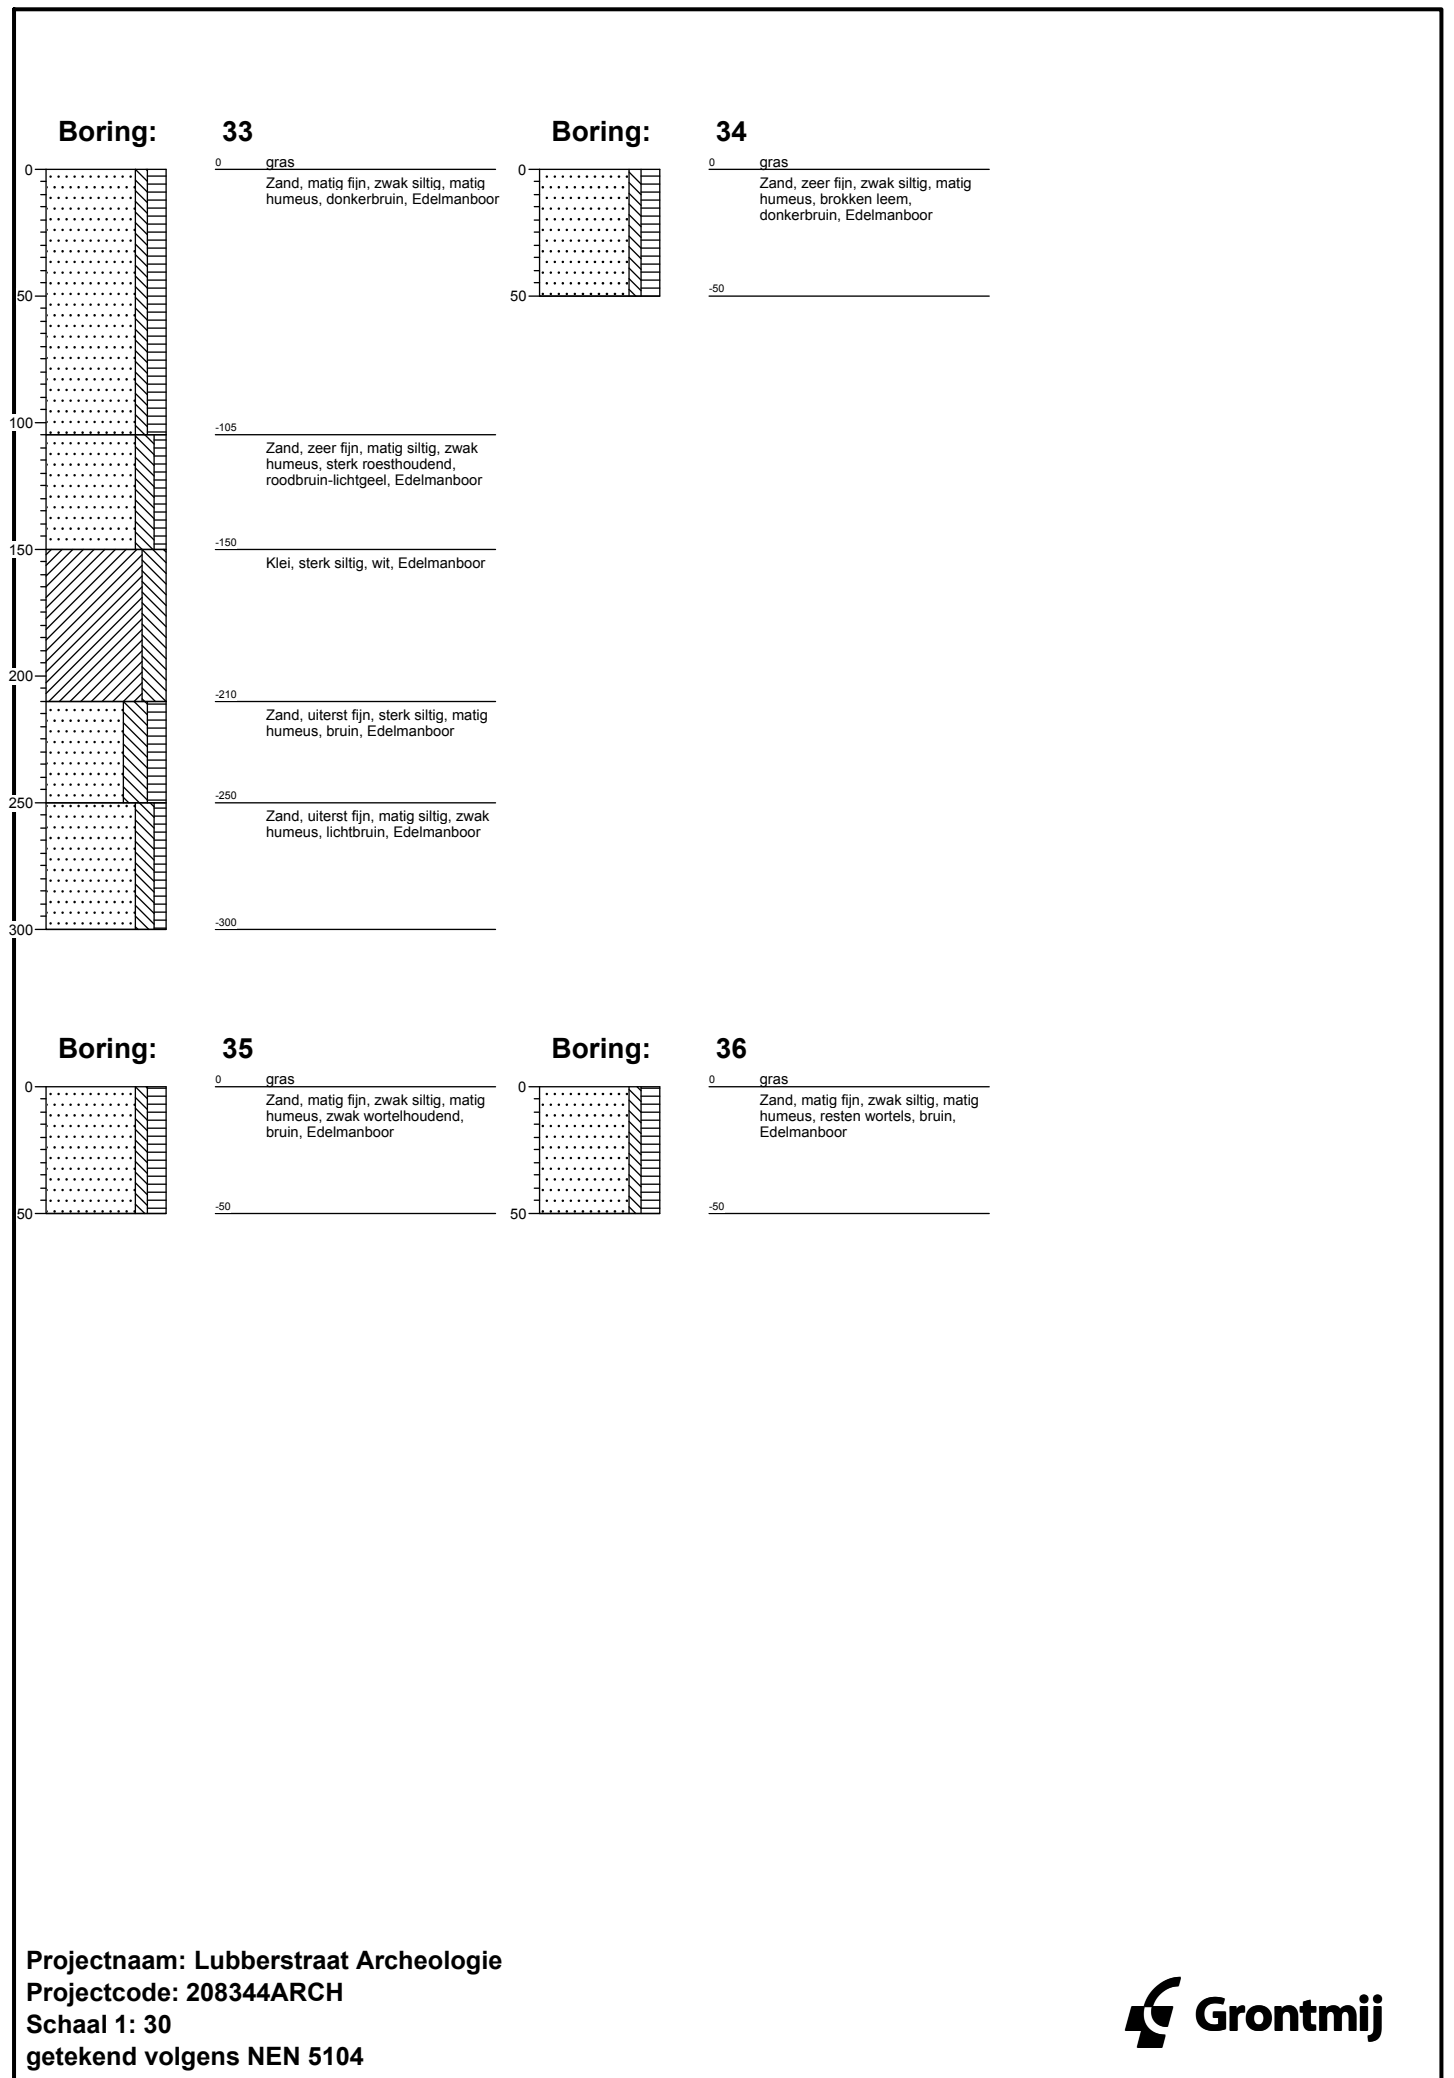 Boring: 33
0 gras
0
Zand, matig fijn, zwak siltig, matig
humeus, donkerbruin, Edelmanboor
50
100
-105
Zand, zeer fijn, matig siltig, zwak
humeus, sterk roesthoudend,
roodbruin-lichtgeel, Edelmanboor
150
-150
Klei, sterk siltig, wit, Edelmanboor
200
-210
Zand, uiterst fijn, sterk siltig, matig
humeus, bruin, Edelmanboor
250
-250
Zand, uiterst fijn, matig siltig, zwak
humeus, lichtbruin, Edelmanboor
300
-300
Boring: 34
0 gras
0
Zand, zeer fijn, zwak siltig, matig
humeus, brokken leem,
donkerbruin, Edelmanboor
50
-50
Boring: 35
0 gras
0
Zand, matig fijn, zwak siltig, matig
humeus, zwak wortelhoudend,
bruin, Edelmanboor
50
-50
Boring: 36
0 gras
0
Zand, matig fijn, zwak siltig, matig
humeus, resten wortels, bruin,
Edelmanboor
50
-50
Projectnaam: Lubberstraat Archeologie
Projectcode: 208344ARCH
Schaal 1: 30
getekend volgens NEN 5104
Grontmij